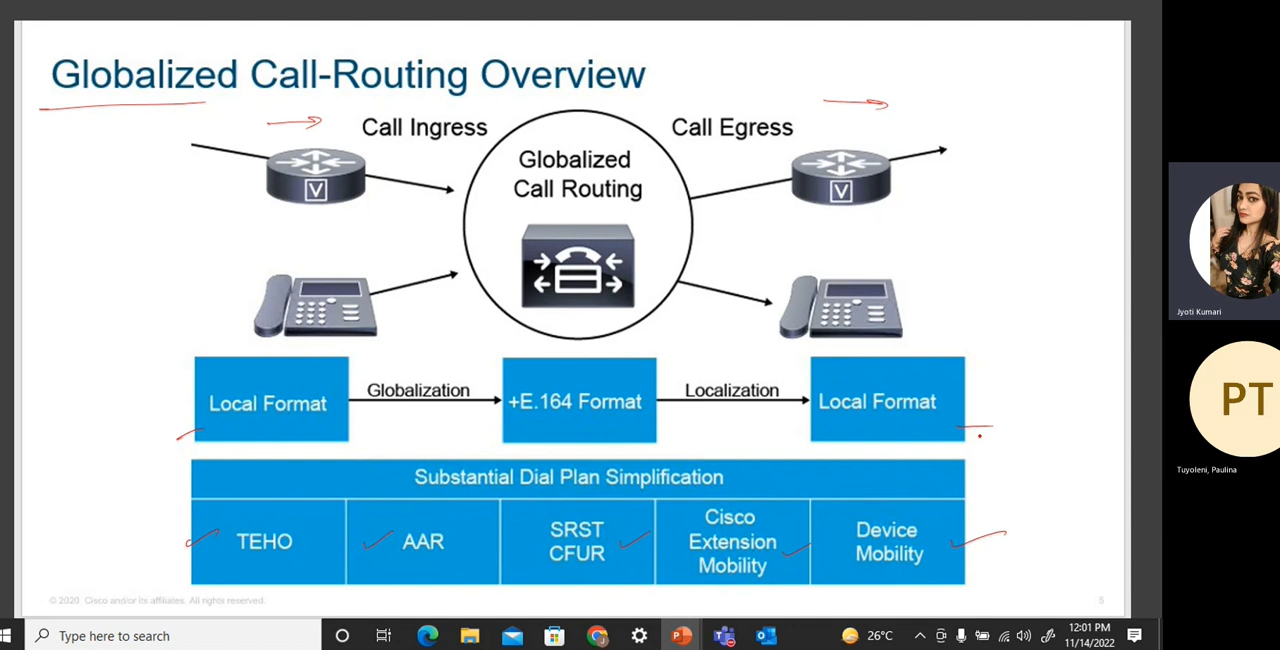 Globalized Call-Routing Overview
Call Ingress
Call Egress
Globalized
Call Routing
V
V
Local Format
Globalization
+E.164 Format
Localization
Local Format
Substantial Dial Plan Simplification
TEHO
AAR
SRST
CFUR
Cisco
Extension
Mobility
Device
Mobility
© 2020 Cisco and/or its affiliates. All rights reserved.
5
Jyoti Kumari
PT
Tuyoleni, Paulina
Type here to search
26°C
12:01 PM
11/14/2022